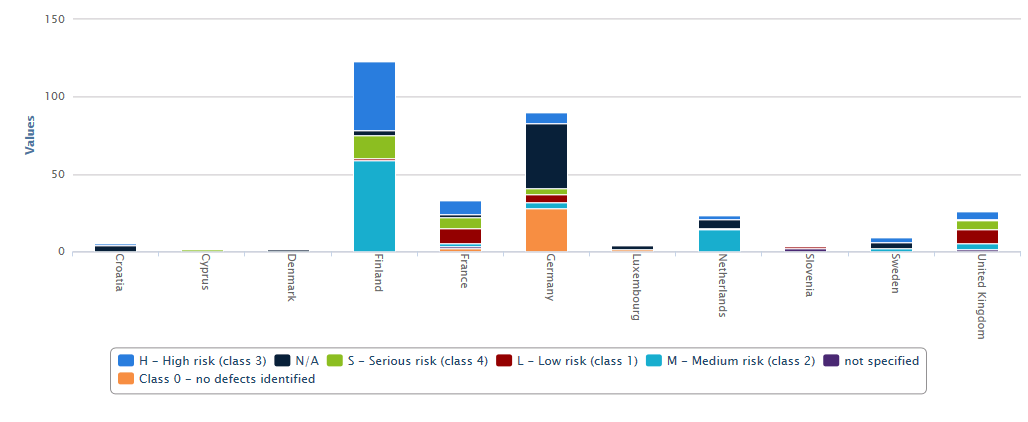 150
100
50
0
Values
Croatia
Cyprus
Denmark
Finland
France
Germany
Luxembourg
Netherlands
Slovenia
Sweden
United Kingdom
H – High risk (class 3) N/A S – Serious risk (class 4) L – Low risk (class 1) M – Medium risk (class 2) not specified
Class 0 – no defects identified